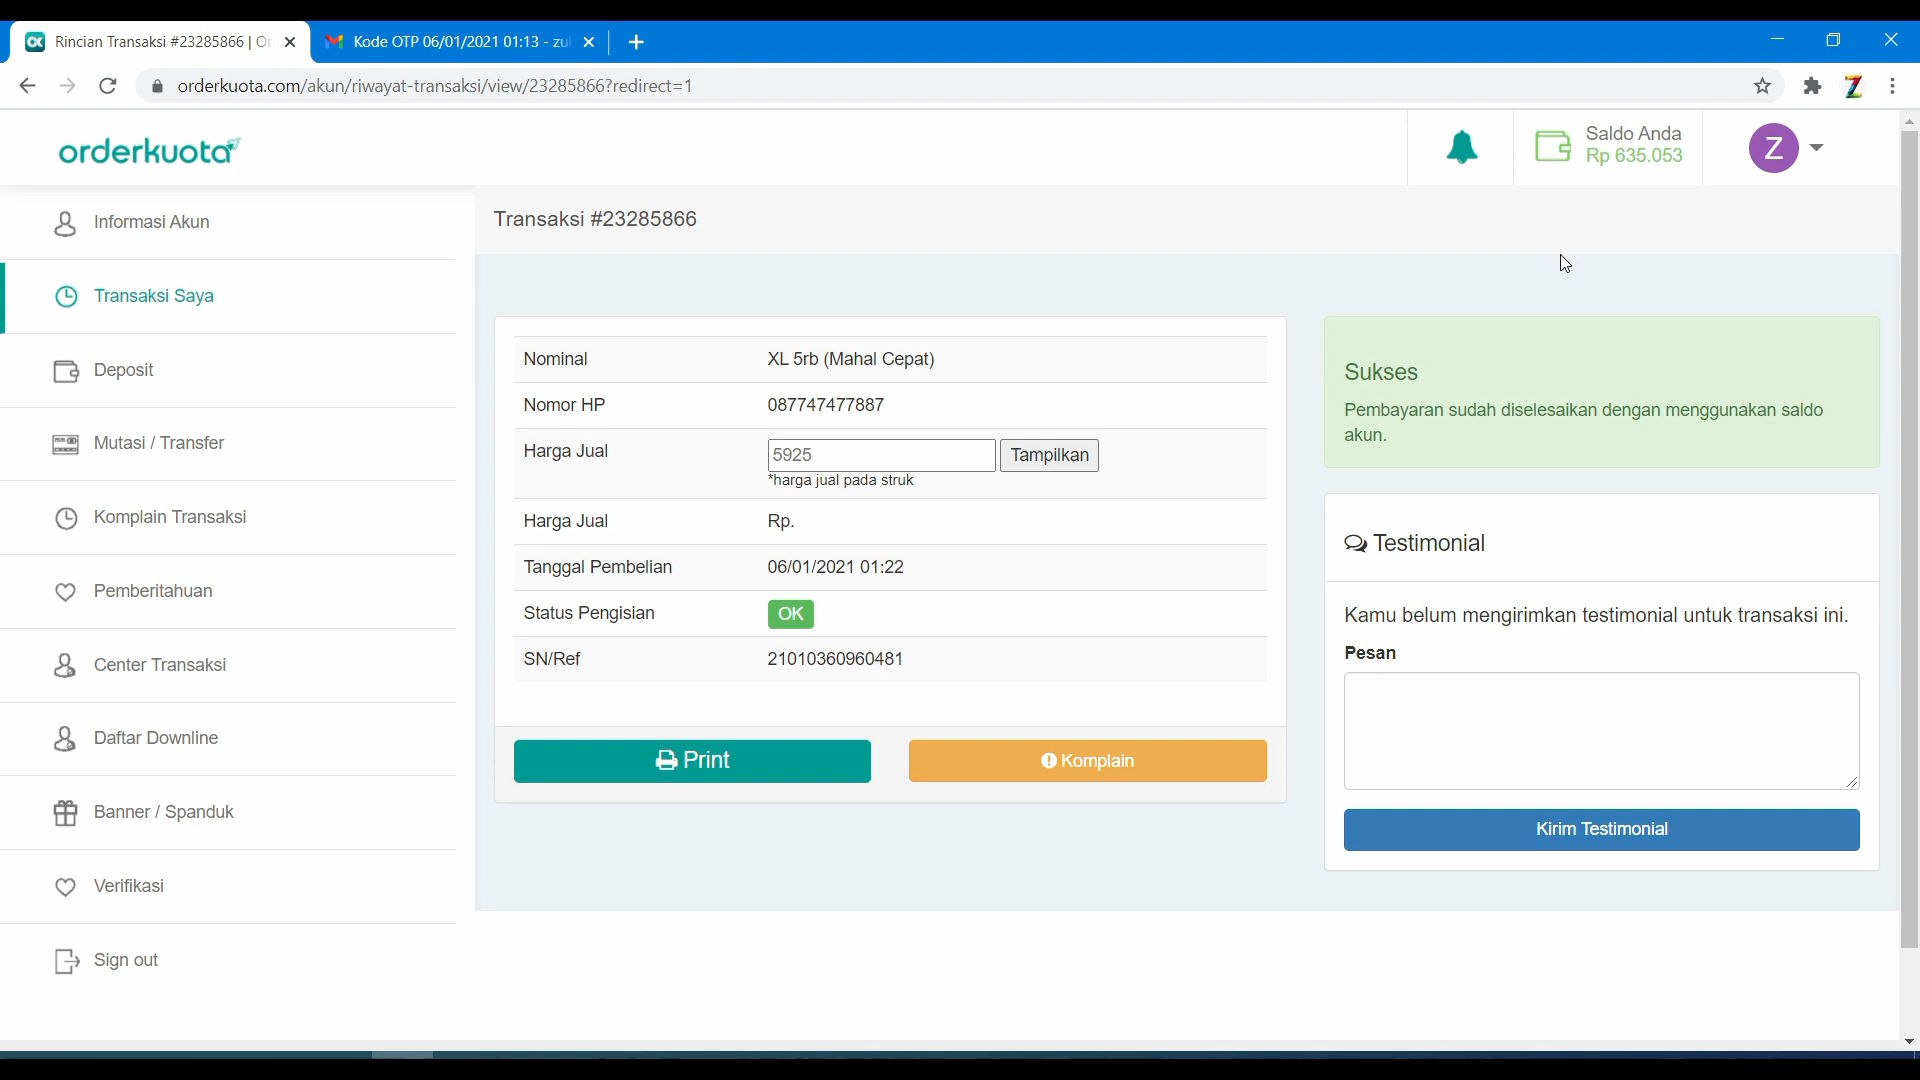 Rincian Transaksi #23285866 | Or
Kode OTP 06/01/2021 01:13 - zul
orderkuota.com/akun/riwayat-transaksi/view/23285866?redirect=1
orderkuota
Saldo Anda
Rp 635.053
Z
Informasi Akun
Transaksi Saya
Deposit
Mutasi / Transfer
Komplain Transaksi
Pemberitahuan
Center Transaksi
Daftar Downline
Banner / Spanduk
Verifikasi
Sign out
Transaksi #23285866
Nominal XL 5rb (Mahal Cepat)
Nomor HP 087747477887
Harga Jual 5925 Tampilkan
*harga jual pada struk
Harga Jual Rp.
Tanggal Pembelian 06/01/2021 01:22
Status Pengisian OK
SN/Ref 21010360960481
Print Komplain
Sukses
Pembayaran sudah diselesaikan dengan menggunakan saldo
akun.
Testimonial
Kamu belum mengirimkan testimonial untuk transaksi ini.
Pesan
Kirim Testimonial